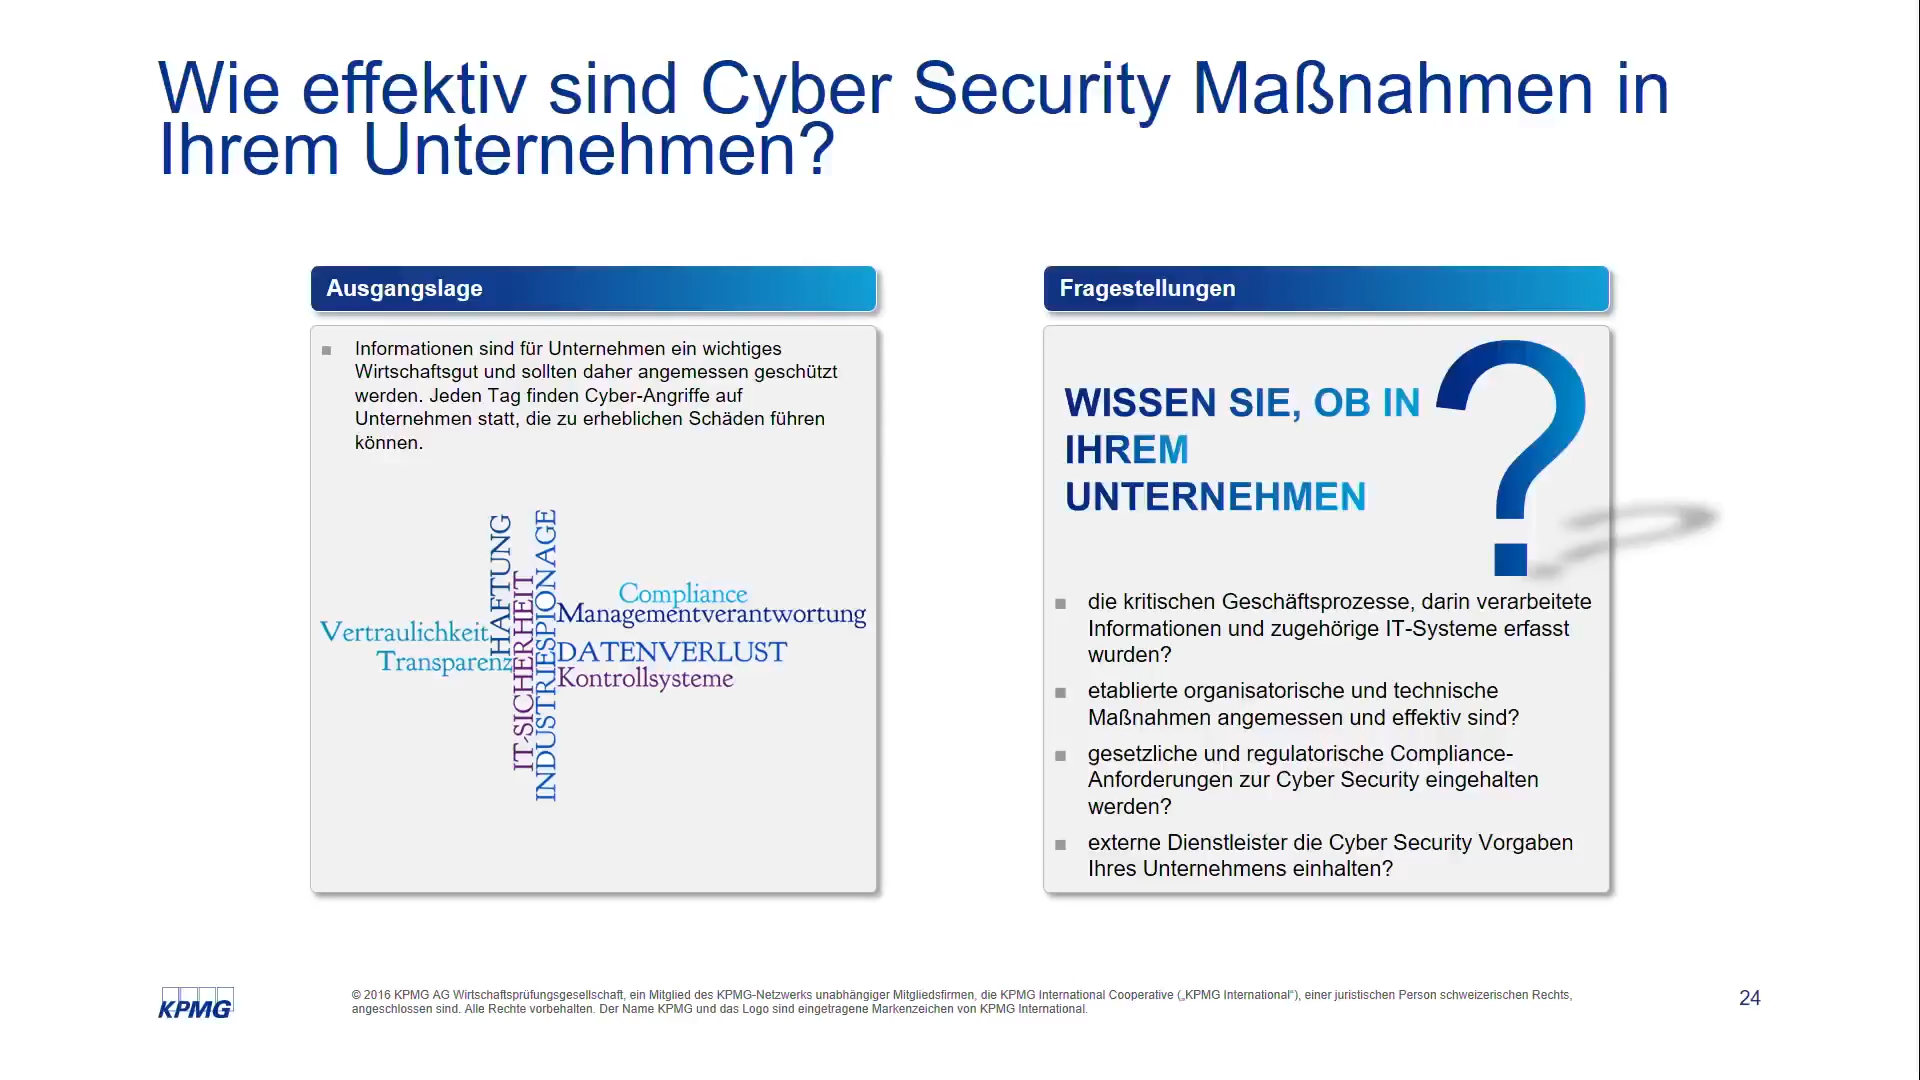 Wie effektiv sind Cyber Security Maßnahmen in
Ihrem Unternehmen?
Ausgangslage
Informationen sind für Unternehmen ein wichtiges
Wirtschaftsgut und sollten daher angemessen geschützt
werden. Jeden Tag finden Cyber-Angriffe auf
Unternehmen statt, die zu erheblichen Schäden führen
können.
HAFTUNG
IT-SICHERHEIT
INDUSTRIESPIONAGE
Compliance
Managementverantwortung
Vertraulichkeit
Transparenz
DATENVERLUST
Kontrollsysteme
Fragestellungen
WISSEN SIE, OB IN
IHREM
UNTERNEHMEN
?
die kritischen Geschäftsprozesse, darin verarbeitete
Informationen und zugehörige IT-Systeme erfasst
wurden?
etablierte organisatorische und technische
Maßnahmen angemessen und effektiv sind?
gesetzliche und regulatorische Compliance-
Anforderungen zur Cyber Security eingehalten
werden?
externe Dienstleister die Cyber Security Vorgaben
Ihres Unternehmens einhalten?
KPMG
© 2016 KPMG AG Wirtschaftsprüfungsgesellschaft, ein Mitglied des KPMG-Netzwerks unabhängiger Mitgliedsfirmen, die KPMG International Cooperative („KPMG International“), einer juristischen Person schweizerischen Rechts,
angeschlossen sind. Alle Rechte vorbehalten. Der Name KPMG und das Logo sind eingetragene Markenzeichen von KPMG International.
24